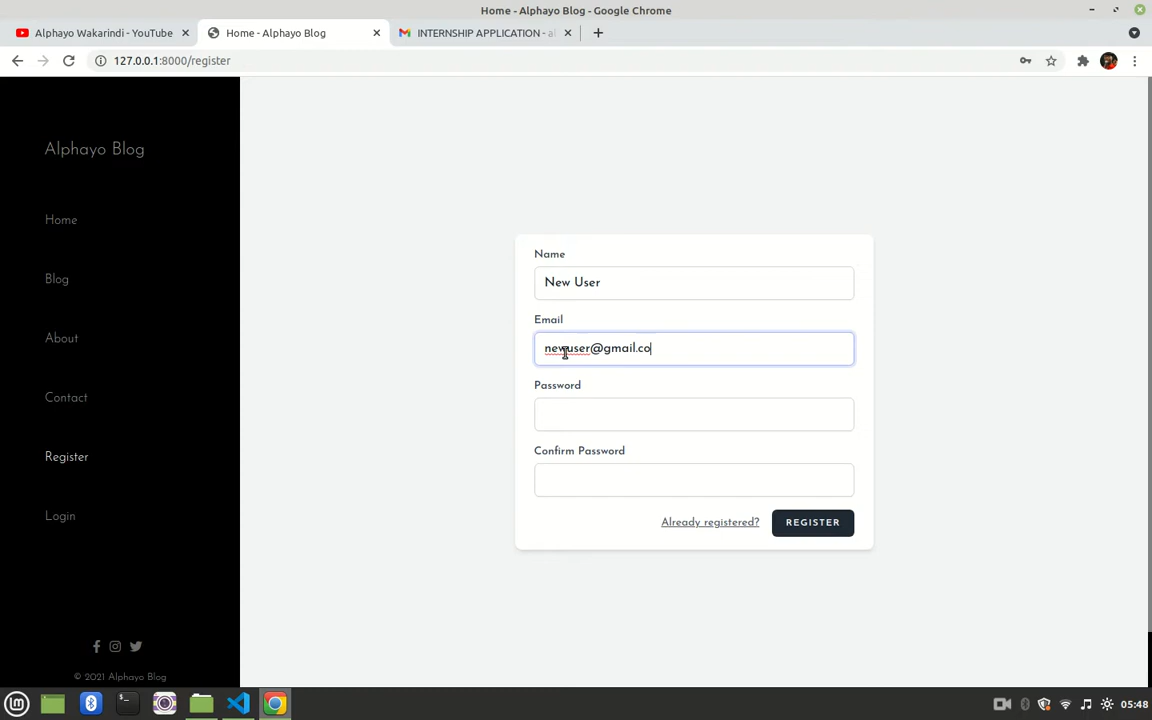 Home - Alphayo Blog - Google Chrome
Alphayo Wakarindi - YouTube
Home - Alphayo Blog
INTERNSHIP APPLICATION - al
127.0.0.1:8000/register
Alphayo Blog
Home
Blog
About
Contact
Register
Login
© 2021 Alphayo Blog
Name
New User
Email
newuser@gmail.co
Password
Confirm Password
Already registered?
REGISTER
05:48